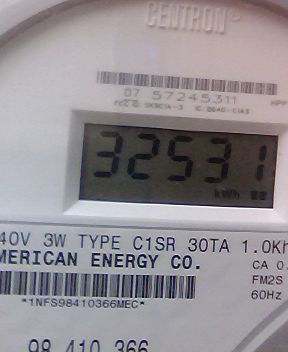 CENTRON®
07 57245311
32531
kWh
40V 3W TYPE C1SR 30TA 1.0Kh
MERICAN ENERGY CO.
CA 0.
FM2S
60Hz
*1NFS98410366MEC*
98 410 366